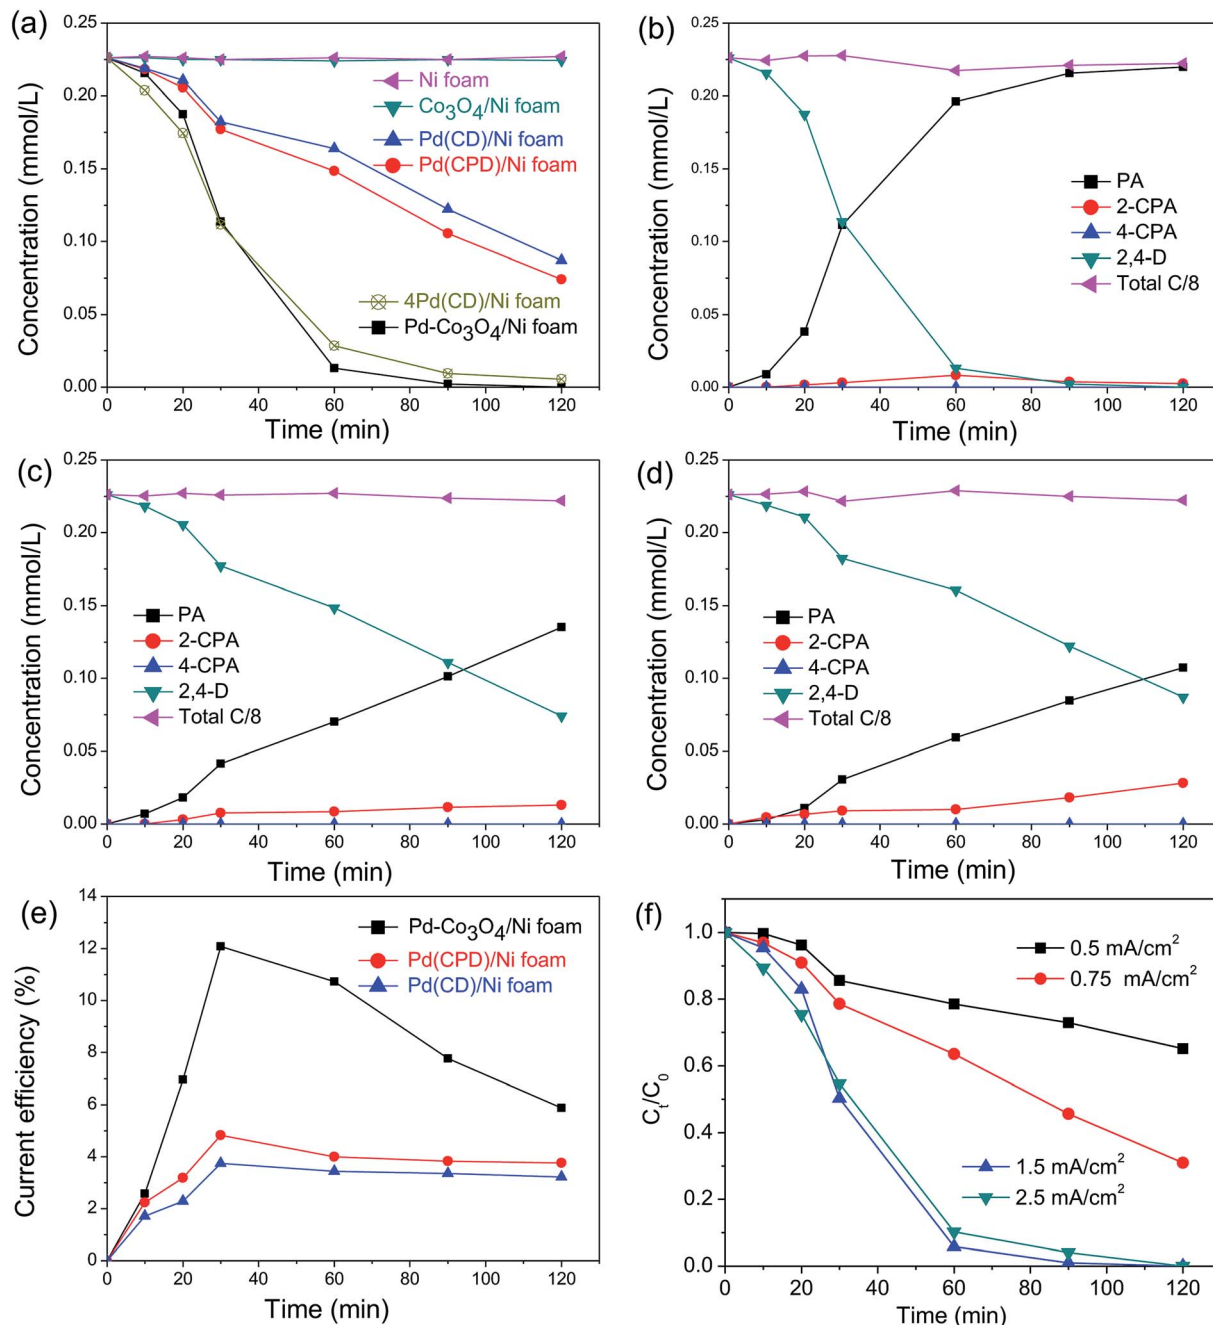 (a)
0.25
0.20
0.15
0.10
0.05
0.00
Concentration (mmol/L)
Ni foam
Co₃O₄/Ni foam
Pd(CD)/Ni foam
Pd(CPD)/Ni foam
4Pd(CD)/Ni foam
Pd-Co₃O₄/Ni foam
0 20 40 60 80 100 120
Time (min)
(b)
0.25
0.20
0.15
0.10
0.05
0.00
Concentration (mmol/L)
PA
2-CPA
4-CPA
2,4-D
Total C/8
0 20 40 60 80 100 120
Time (min)
(c)
0.25
0.20
0.15
0.10
0.05
0.00
Concentration (mmol/L)
PA
2-CPA
4-CPA
2,4-D
Total C/8
0 20 40 60 80 100 120
Time (min)
(d)
0.25
0.20
0.15
0.10
0.05
0.00
Concentration (mmol/L)
PA
2-CPA
4-CPA
2,4-D
Total C/8
0 20 40 60 80 100 120
Time (min)
(e)
14
12
10
8
6
4
2
0
Current efficiency (%)
Pd-Co₃O₄/Ni foam
Pd(CPD)/Ni foam
Pd(CD)/Ni foam
0 20 40 60 80 100 120
Time (min)
(f)
1.0
0.8
0.6
0.4
0.2
0.0
Cₜ/C₀
0.5 mA/cm²
0.75 mA/cm²
1.5 mA/cm²
2.5 mA/cm²
0 20 40 60 80 100 120
Time (min)